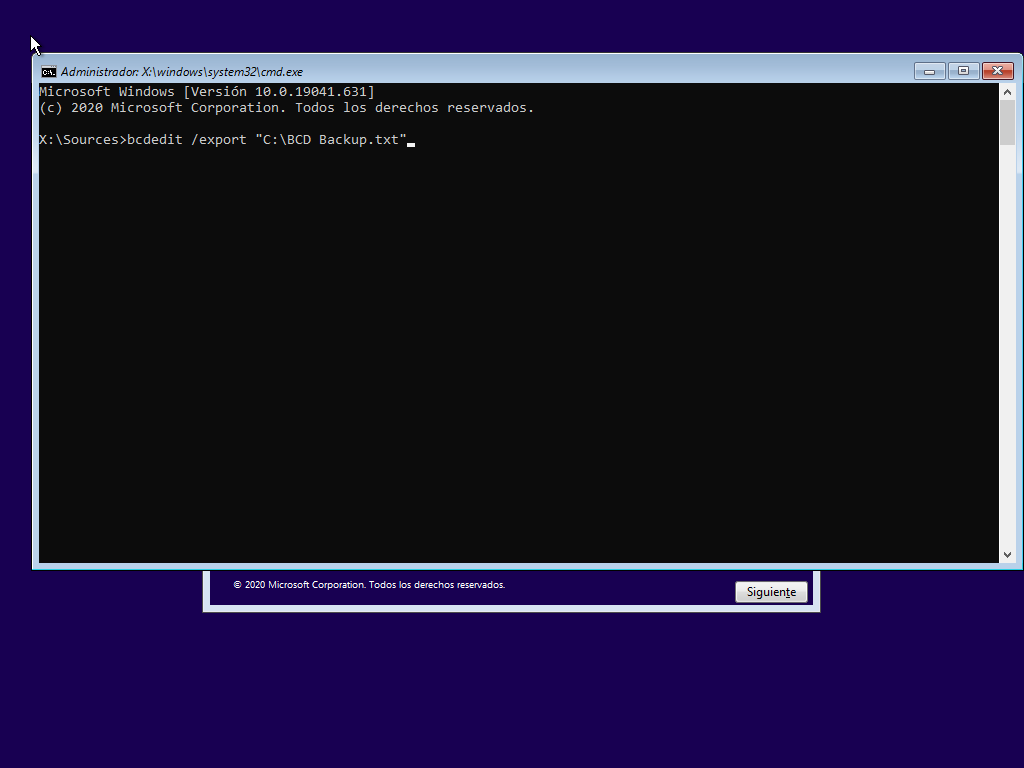 Administrador: X:\windows\system32\cmd.exe
Microsoft Windows [Versión 10.0.19041.631]
(c) 2020 Microsoft Corporation. Todos los derechos reservados.
X:\Sources>bcdedit /export "C:\BCD Backup.txt"
© 2020 Microsoft Corporation. Todos los derechos reservados.
Siguiente